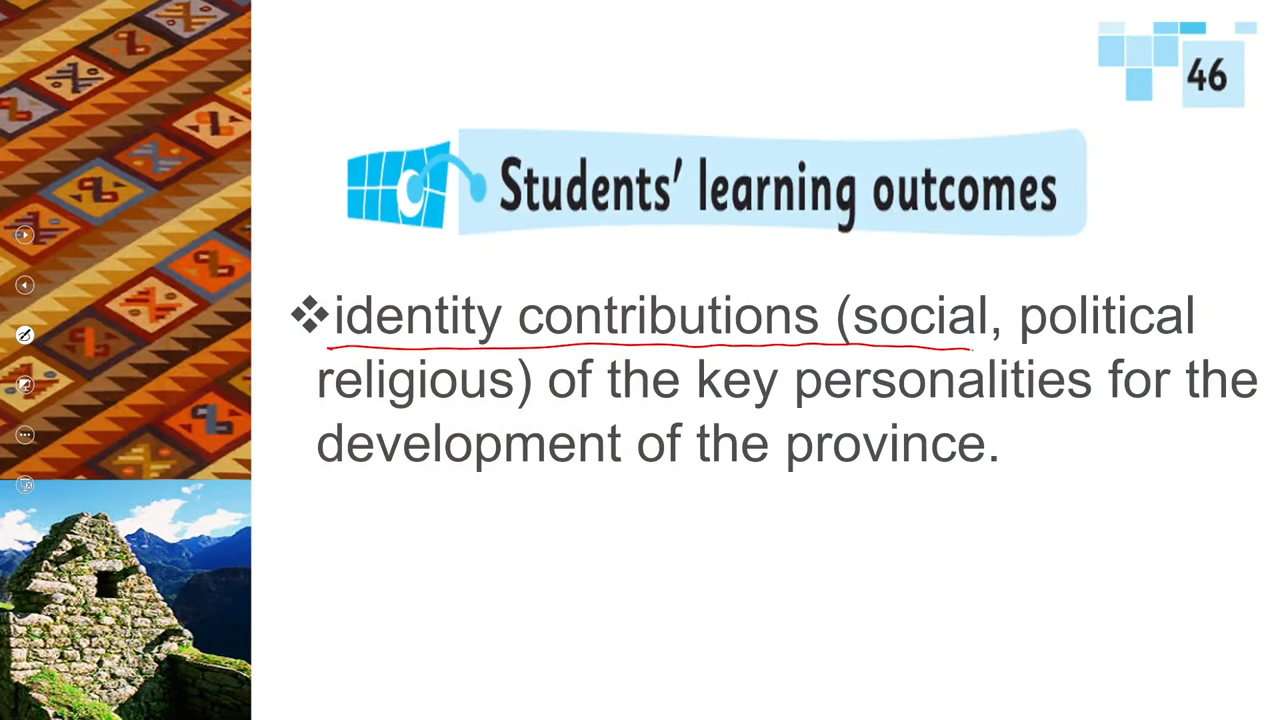 46
Students' learning outcomes
❖identity contributions (social, political
religious) of the key personalities for the
development of the province.